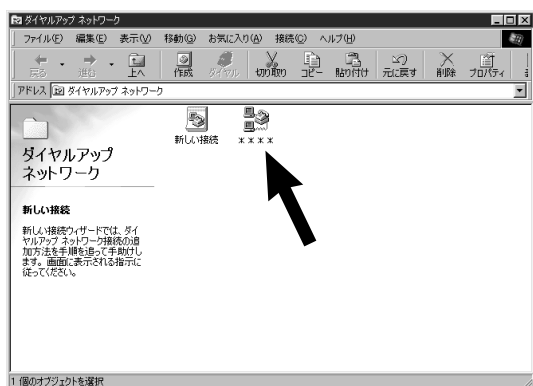 ダイヤルアップ ネットワーク
ファイル(F) 編集(E) 表示(V) 移動(G) お気に入り(A) 接続(C) ヘルプ(H)
戻る 進む 上へ 作成 ダイヤル 切り取り コピー 貼り付け 元に戻す 削除 プロパティ
アドレス ダイヤルアップ ネットワーク
新しい接続 ****
ダイヤルアップ
ネットワーク
新しい接続
新しい接続ウィザードでは、ダイ
ヤルアップ ネットワーク接続の追
加方法を手順を追って手助けし
ます。画面に表示される指示に
従ってください。
1 個のオブジェクトを選択